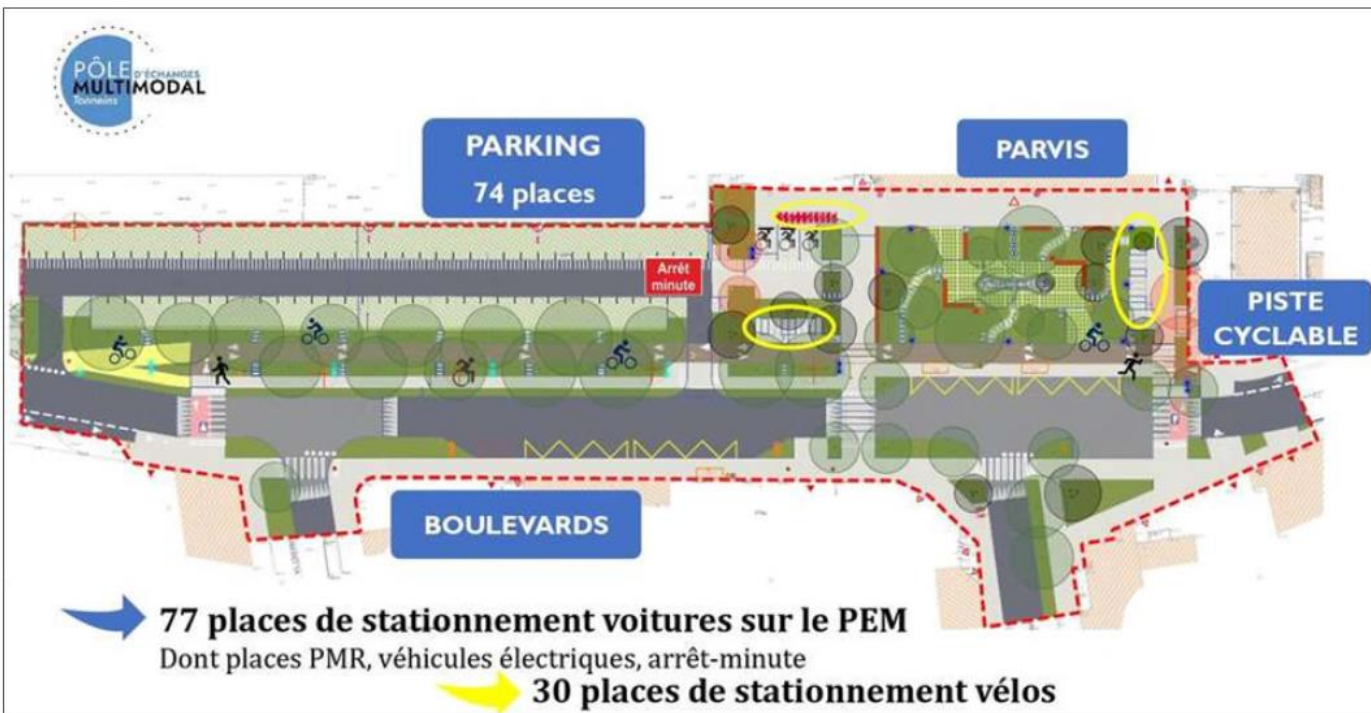 PÔLE D'ÉCHANGES
MULTIMODAL
Tonneins
PARKING
74 places
PARVIS
Arrêt
minute
PISTE
CYCLABLE
BOULEVARDS
77 places de stationnement voitures sur le PEM
Dont places PMR, véhicules électriques, arrêt-minute
30 places de stationnement vélos